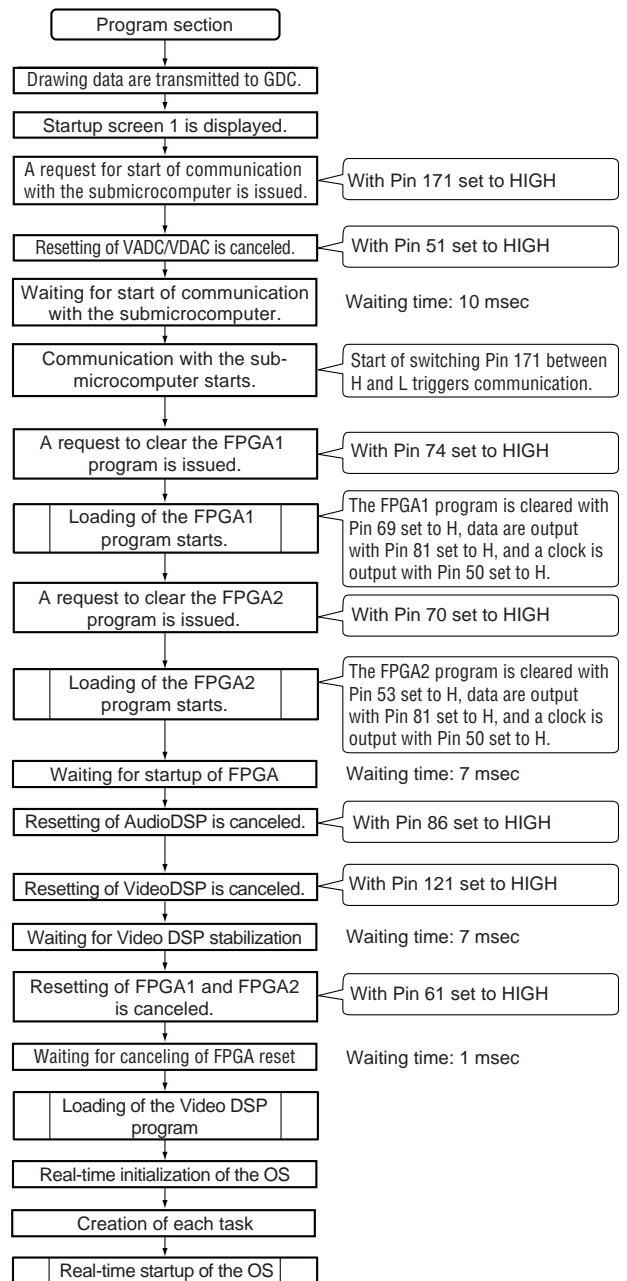 Program section
Drawing data are transmitted to GDC.
Startup screen 1 is displayed.
A request for start of communication
with the submicrocomputer is issued.
With Pin 171 set to HIGH
Resetting of VADC/VDAC is canceled.
With Pin 51 set to HIGH
Waiting for start of communication
with the submicrocomputer.
Waiting time: 10 msec
Communication with the sub-
microcomputer starts.
Start of switching Pin 171 between
H and L triggers communication.
A request to clear the FPGA1
program is issued.
With Pin 74 set to HIGH
Loading of the FPGA1
program starts.
The FPGA1 program is cleared with
Pin 69 set to H, data are output
with Pin 81 set to H, and a clock is
output with Pin 50 set to H.
A request to clear the FPGA2
program is issued.
With Pin 70 set to HIGH
Loading of the FPGA2
program starts.
The FPGA2 program is cleared with
Pin 53 set to H, data are output
with Pin 81 set to H, and a clock is
output with Pin 50 set to H.
Waiting for startup of FPGA
Waiting time: 7 msec
Resetting of AudioDSP is canceled.
With Pin 86 set to HIGH
Resetting of VideoDSP is canceled.
With Pin 121 set to HIGH
Waiting for Video DSP stabilization
Waiting time: 7 msec
Resetting of FPGA1 and FPGA2
is canceled.
With Pin 61 set to HIGH
Waiting for canceling of FPGA reset
Waiting time: 1 msec
Loading of the Video DSP
program
Real-time initialization of the OS
Creation of each task
Real-time startup of the OS